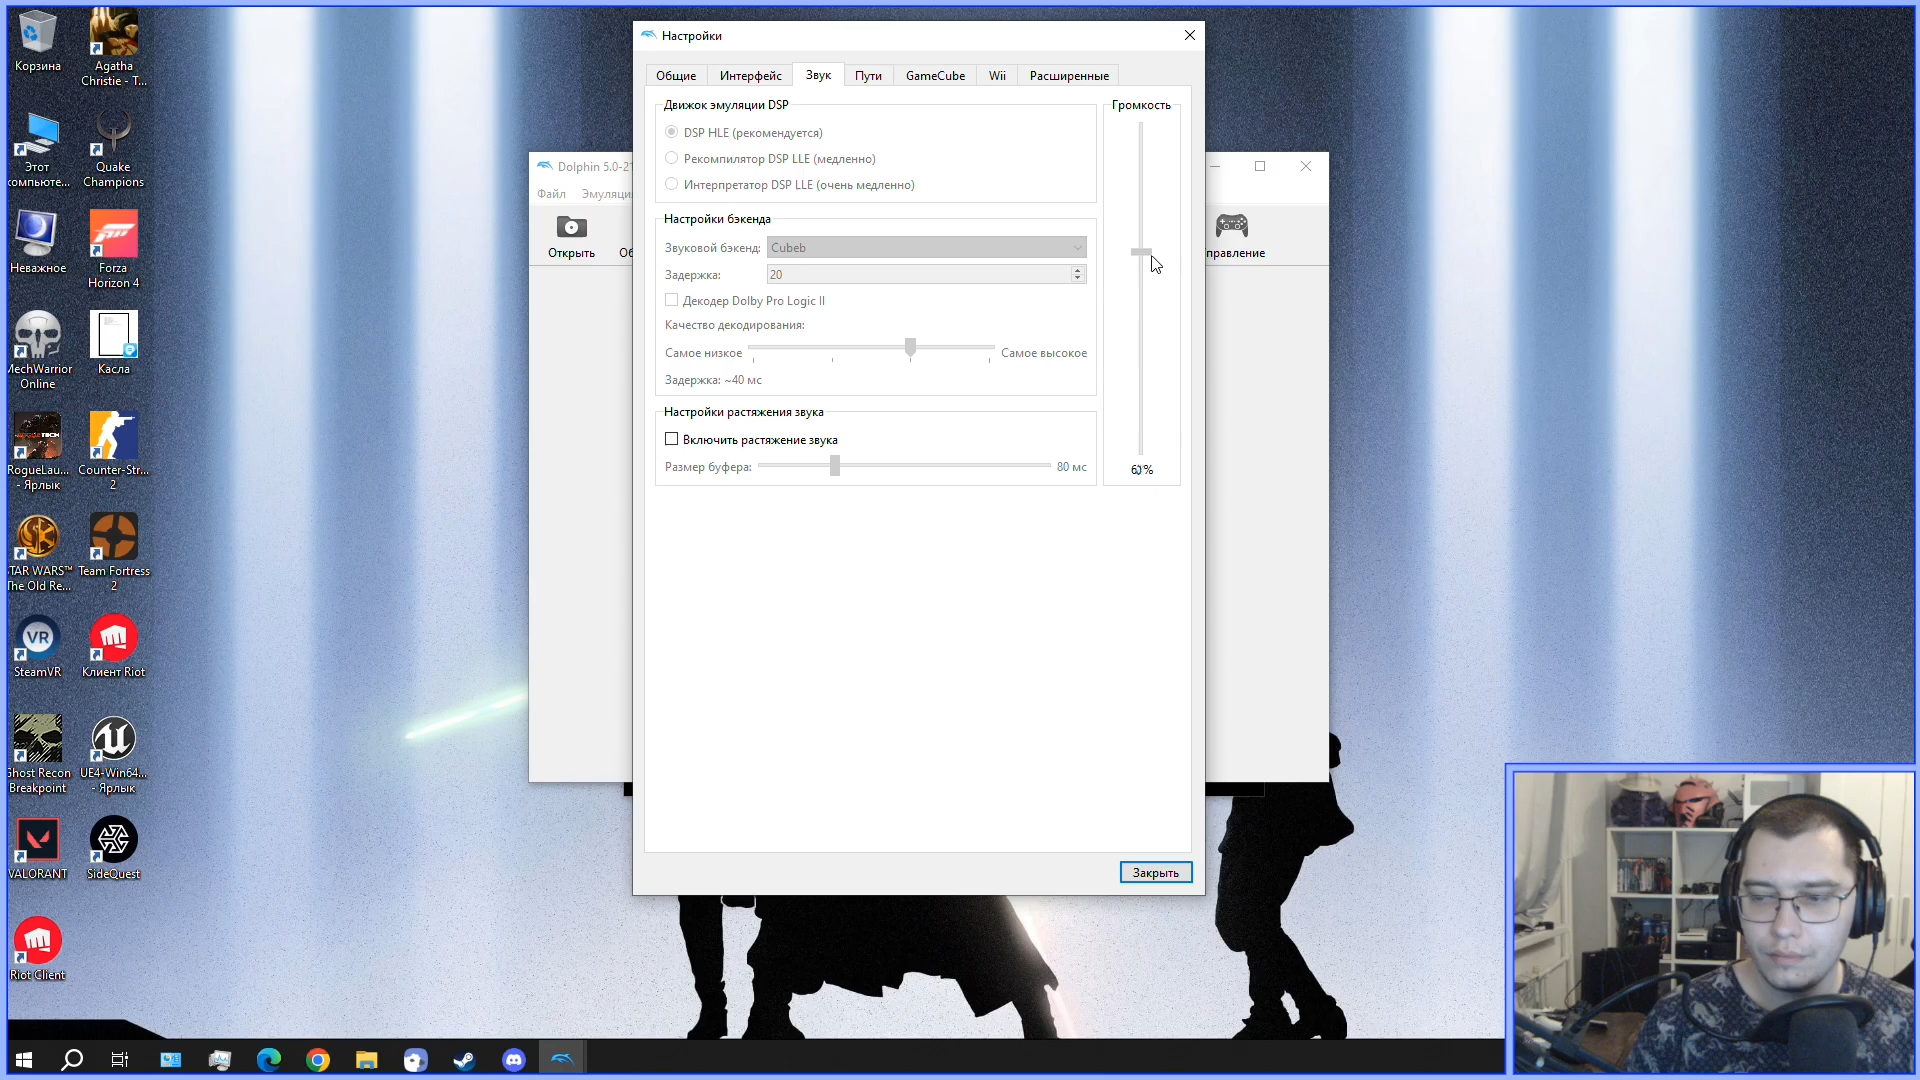 Корзина
Agatha
Christie - T...
Этот
компьюте...
Quake
Champions
Неважное
Forza
Horizon 4
MechWarrior
Online
Касла
RogueLau...
- Ярлык
Counter-Str...
2
STAR WARS™
The Old Re...
Team Fortress
2
VR
SteamVR
Клиент Riot
Ghost Recon
Breakpoint
UE4-Win64...
- Ярлык
VALORANT
SideQuest
Riot Client
Dolphin 5.0-21
Файл Эмуляци
Открыть Об
правление
Настройки
Общие Интерфейс Звук Пути GameCube Wii Расширенные
Движок эмуляции DSP
DSP HLE (рекомендуется)
Рекомпилятор DSP LLE (медленно)
Интерпретатор DSP LLE (очень медленно)
Настройки бэкенда
Звуковой бэкенд: Cubeb
Задержка: 20
Декодер Dolby Pro Logic II
Качество декодирования:
Самое низкое Самое высокое
Задержка: ~40 мс
Настройки растяжения звука
Включить растяжение звука
Размер буфера: 80 мс
Громкость
Закрыть